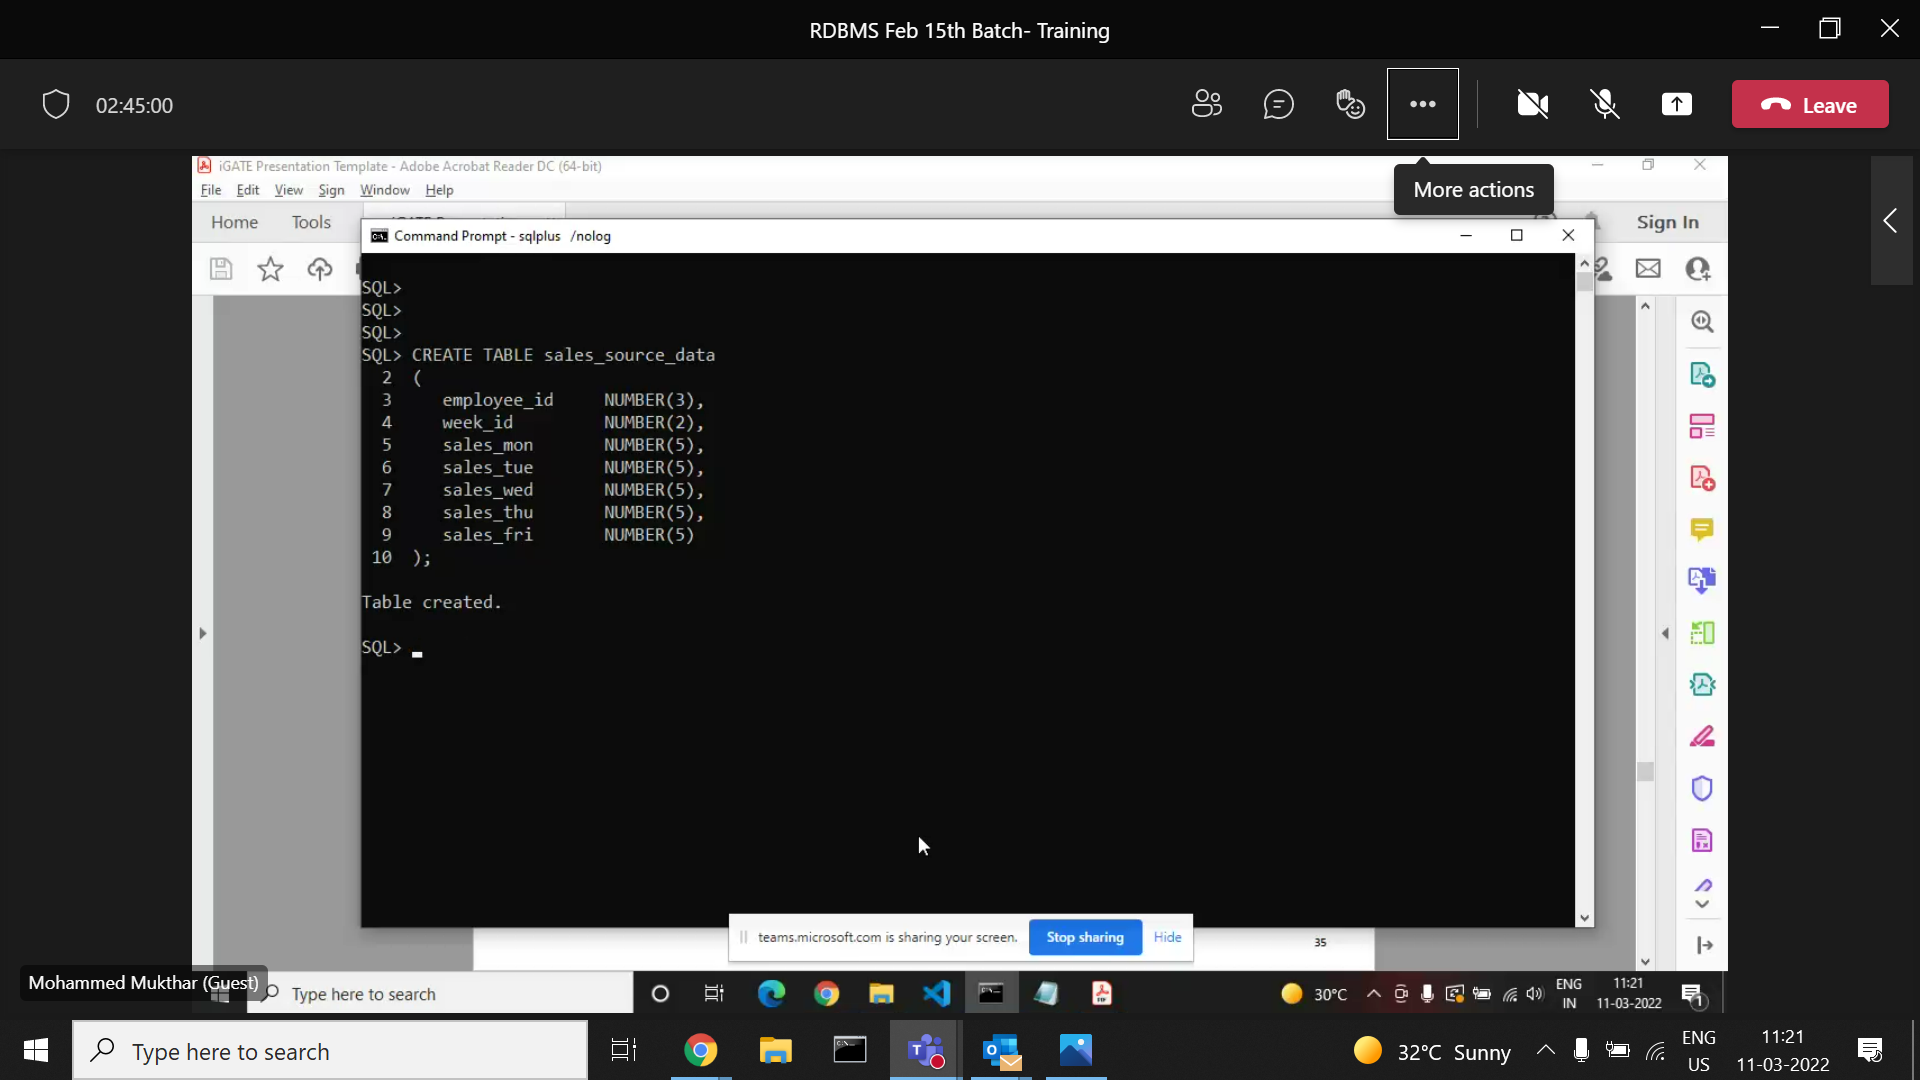 RDBMS Feb 15th Batch- Training
02:45:00
Leave
More actions
iGATE Presentation Template - Adobe Acrobat Reader DC (64-bit)
File Edit View Sign Window Help
Home Tools
Sign In
Command Prompt - sqlplus /nolog
SQL>
SQL>
SQL>
SQL> CREATE TABLE sales_source_data
2 (
3 employee_id NUMBER(3),
4 week_id NUMBER(2),
5 sales_mon NUMBER(5),
6 sales_tue NUMBER(5),
7 sales_wed NUMBER(5),
8 sales_thu NUMBER(5),
9 sales_fri NUMBER(5)
10 );
Table created.
SQL>
teams.microsoft.com is sharing your screen. Stop sharing Hide
35
Mohammed Mukthar (Guest)
Type here to search
30°C
ENG
IN
11:21
11-03-2022
1
Type here to search
32°C Sunny
ENG
US
11:21
11-03-2022